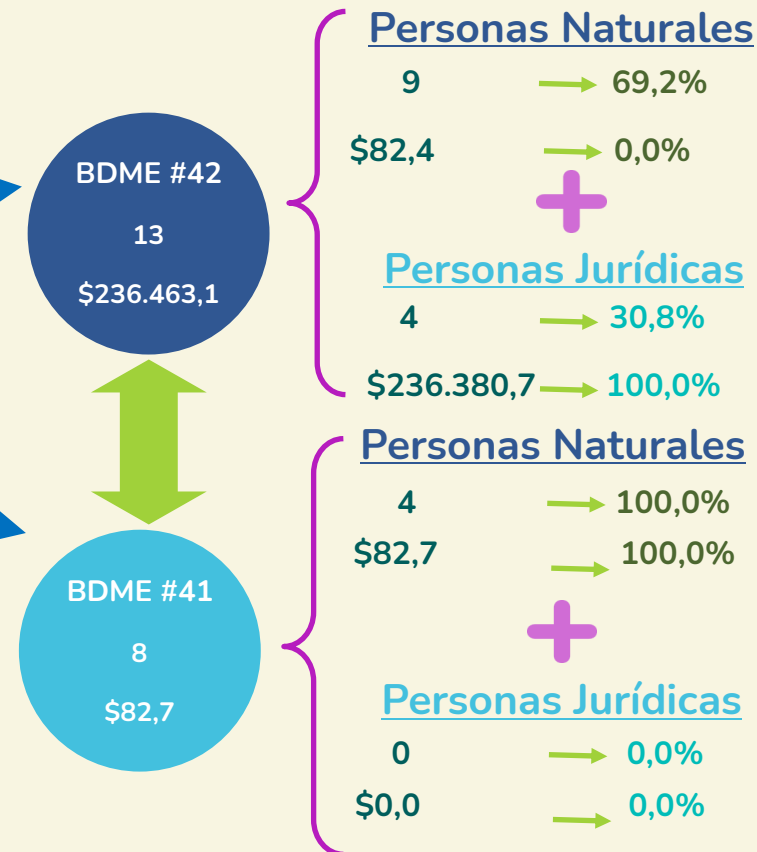 Personas Naturales
9 69,2%
$82,4 0,0%
BDME #42
13
$236.463,1
Personas Jurídicas
4 30,8%
$236.380,7 100,0%
Personas Naturales
4 100,0%
$82,7 100,0%
BDME #41
8
$82,7
Personas Jurídicas
0 0,0%
$0,0 0,0%